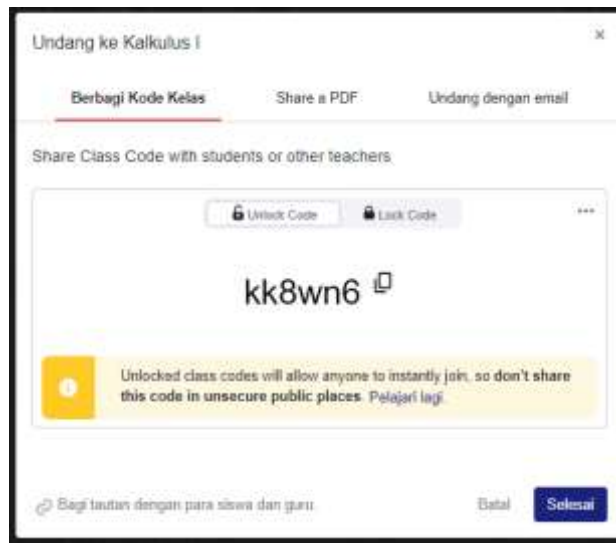 Undang ke Kalkulus I
×
Berbagi Kode Kelas Share a PDF Undang dengan email
Share Class Code with students or other teachers
Unlock Code Lock Code
kk8wn6
Unlocked class codes will allow anyone to instantly join, so don't share
this code in unsecure public places. Pelajari lagi.
Bagi tautan dengan para siswa dan guru Batal Selesai